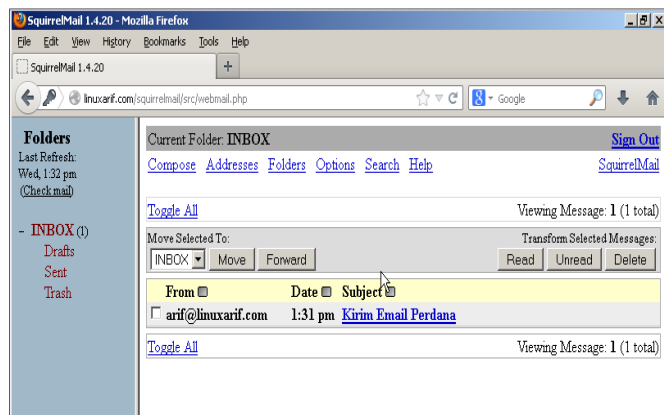 SquirrelMail 1.4.20 - Mozilla Firefox
File Edit View History Bookmarks Tools Help
SquirrelMail 1.4.20
linuxarif.com/squirrelmail/src/webmail.php
Google
Folders
Last Refresh:
Wed, 1:32 pm
(Check mail)
- INBOX (1)
Drafts
Sent
Trash
Current Folder: INBOX Sign Out
Compose Addresses Folders Options Search Help SquirrelMail
Toggle All Viewing Message: 1 (1 total)
Move Selected To: Transform Selected Messages:
INBOX Move Forward Read Unread Delete
From Date Subject
arif@linuxarif.com 1:31 pm Kirim Email Perdana
Toggle All Viewing Message: 1 (1 total)